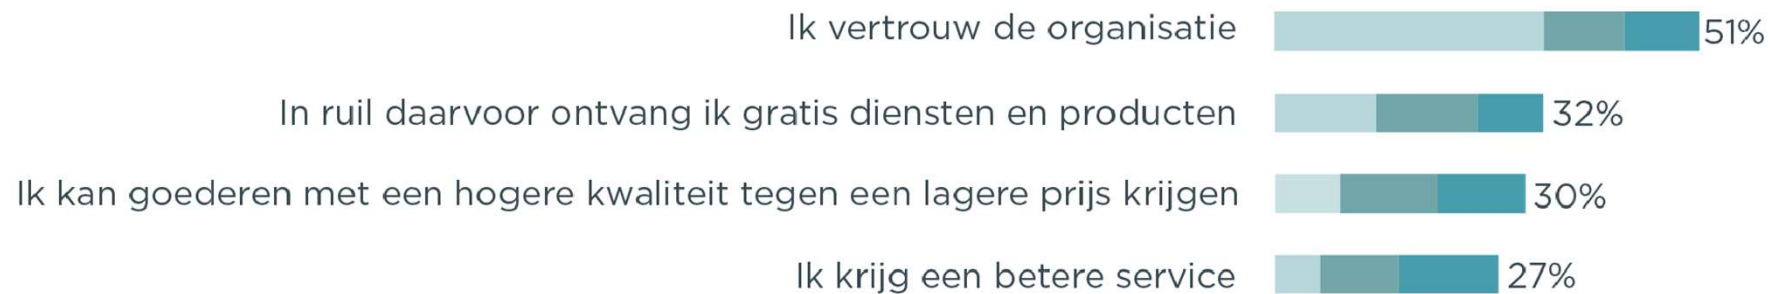 Ik vertrouw de organisatie 51%
In ruil daarvoor ontvang ik gratis diensten en producten 32%
Ik kan goederen met een hogere kwaliteit tegen een lagere prijs krijgen 30%
Ik krijg een betere service 27%